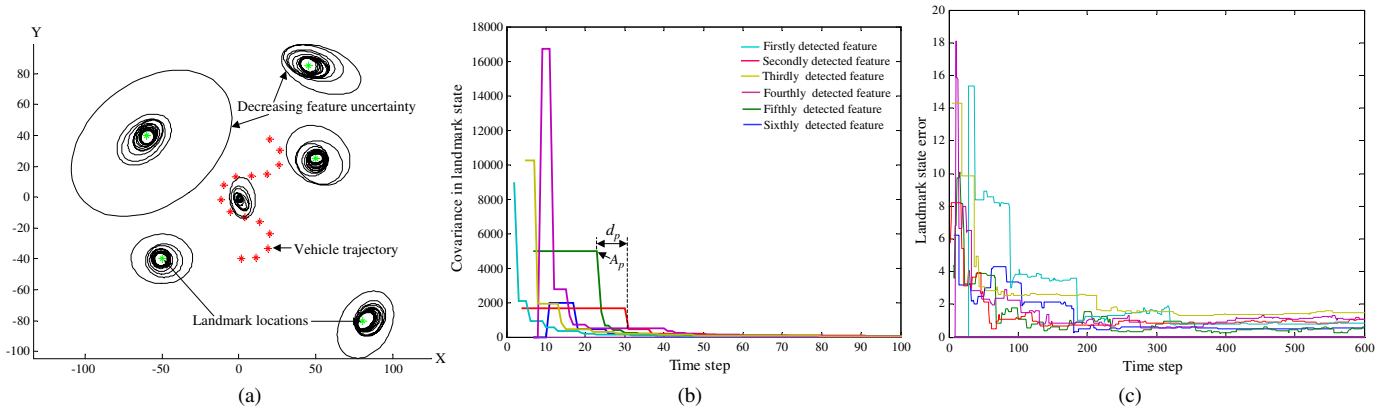 Y
80
60
40
20
0
-20
-40
-60
-80
-100
-100
-50
0
50
100
X
Decreasing feature uncertainty
Vehicle trajectory
Landmark locations
(a)
Covariance in landmark state
18000
16000
14000
12000
10000
8000
6000
4000
2000
0
0
10
20
30
40
50
60
70
80
90
100
Time step
Firstly detected feature
Secondly detected feature
Thirdly detected feature
Fourthly detected feature
Fifthly detected feature
Sixthly detected feature
d_p
A_p
(b)
Landmark state error
20
18
16
14
12
10
8
6
4
2
0
0
100
200
300
400
500
600
Time step
(c)